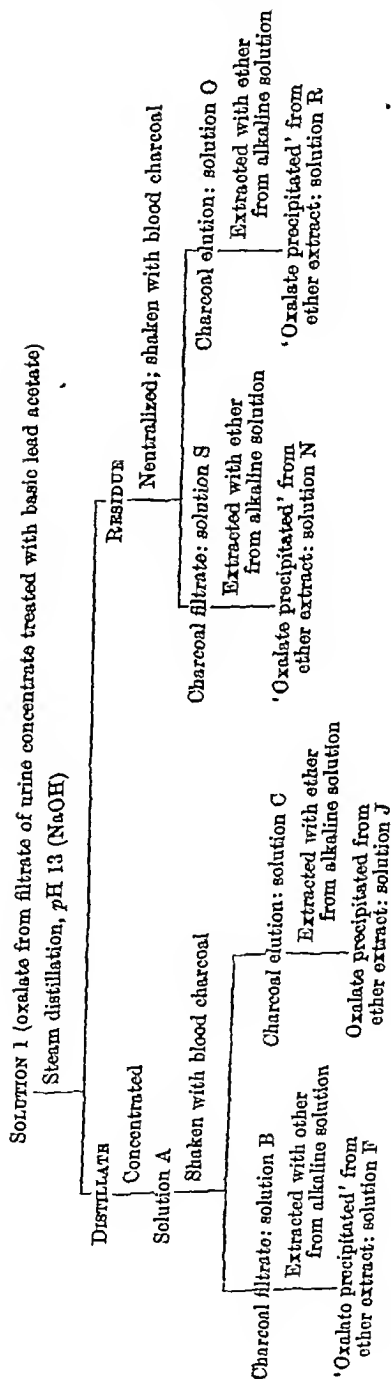 SOLUTION 1 (oxalate from filtrate of urine concentrate treated with basic lead acetate)
Steam distillation, pH 13 (NaOH)
DISTILLATE
Concentrated
Solution A
Shaken with blood charcoal
Charcoal filtrate: solution B
Extracted with ether
from alkaline solution
'Oxalate precipitated' from
ether extract: solution F
Charcoal elution: solution C
Extracted with ether
from alkaline solution
Oxalate precipitated from
ether extract: solution J
RESIDUE
Neutralized; shaken with blood charcoal
Charcoal filtrate: solution S
Extracted with ether
from alkaline solution
'Oxalate precipitated' from
ether extract: solution N
Charcoal elution: solution O
Extracted with ether
from alkaline solution
'Oxalate precipitated' from
ether extract: solution R